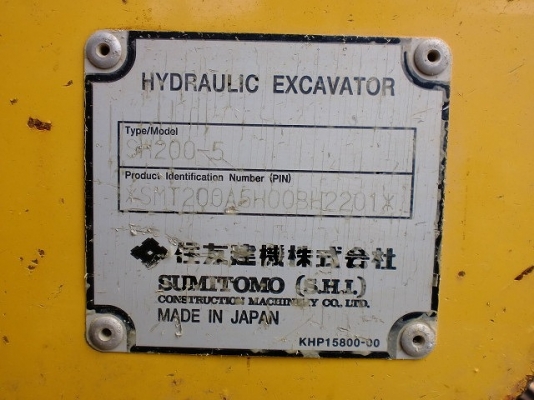 HYDRAULIC EXCAVATOR
Type/Model
SH200-5
Product Identification Number (PIN)
*SMT200A5H00BH2201*
住友建機株式会社
SUMITOMO (S.H.I.)
CONSTRUCTION MACHINERY CO., LTD.
MADE IN JAPAN
KHP15800-00